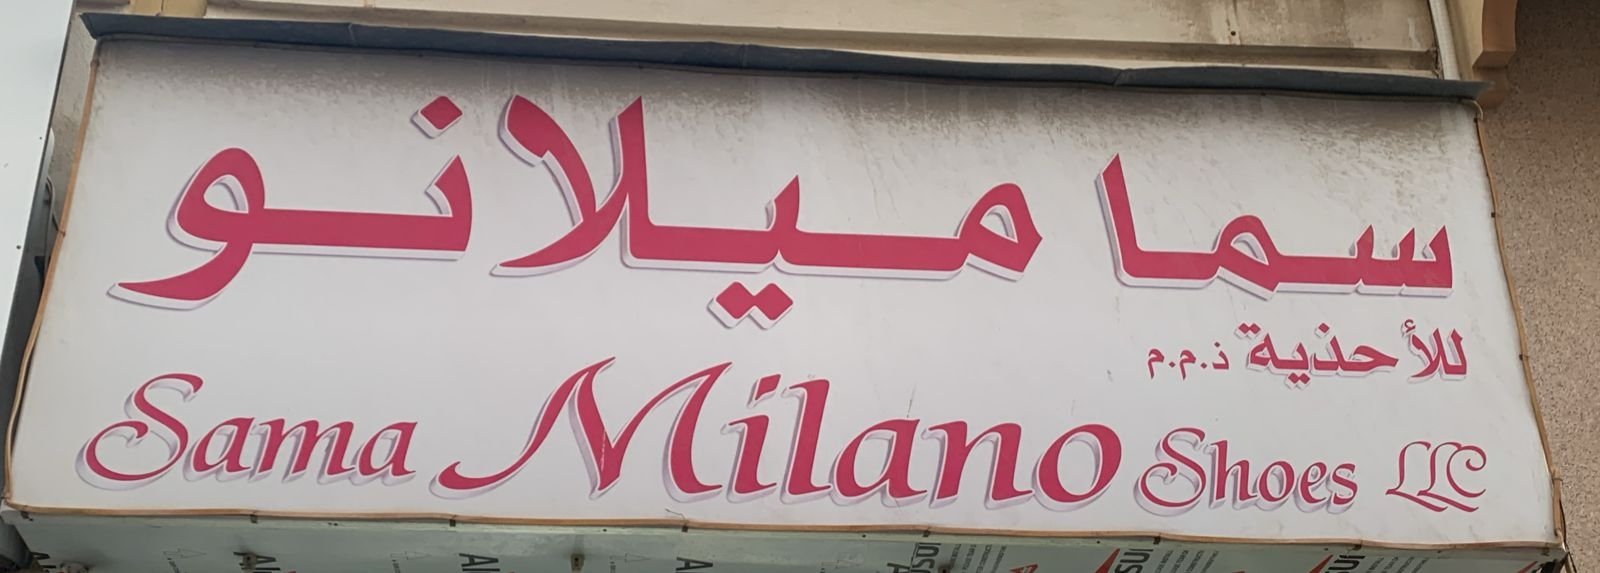 سما ميلانو
للأحذية ذ.م.م
Sama Milano Shoes LLC